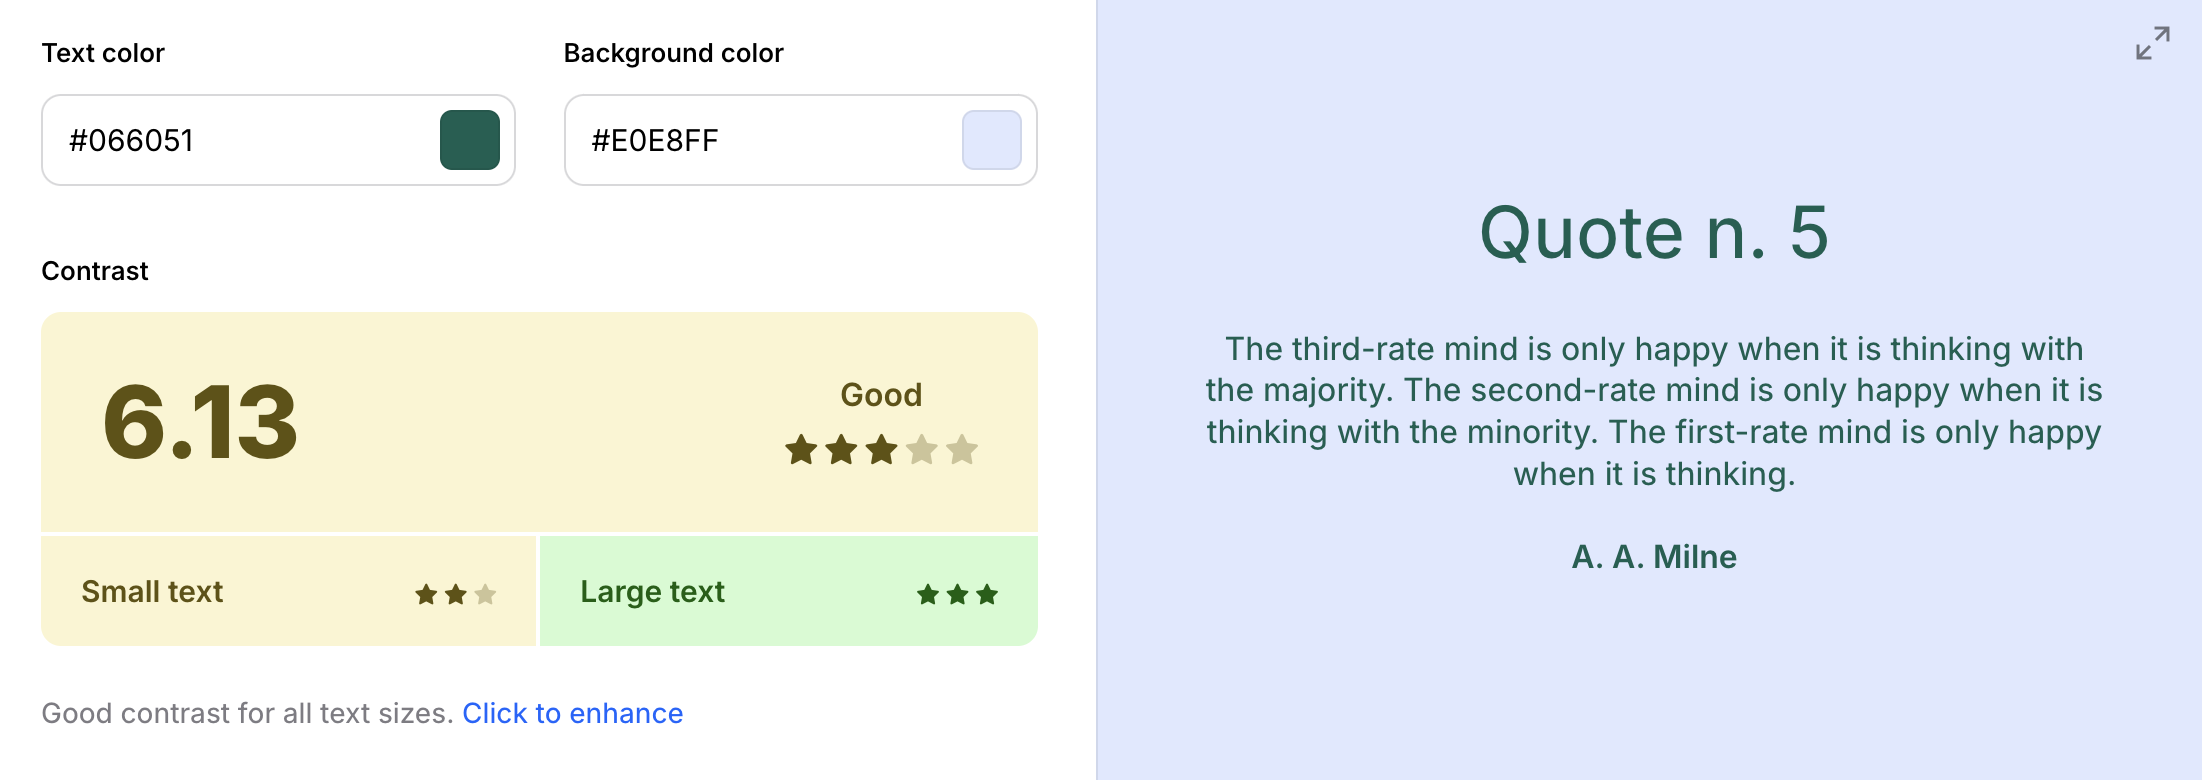 Text color
#066051
Background color
#E0E8FF
Contrast
6.13
Good
Small text
Large text
Good contrast for all text sizes. Click to enhance
Quote n. 5
The third-rate mind is only happy when it is thinking with
the majority. The second-rate mind is only happy when it is
thinking with the minority. The first-rate mind is only happy
when it is thinking.
A. A. Milne